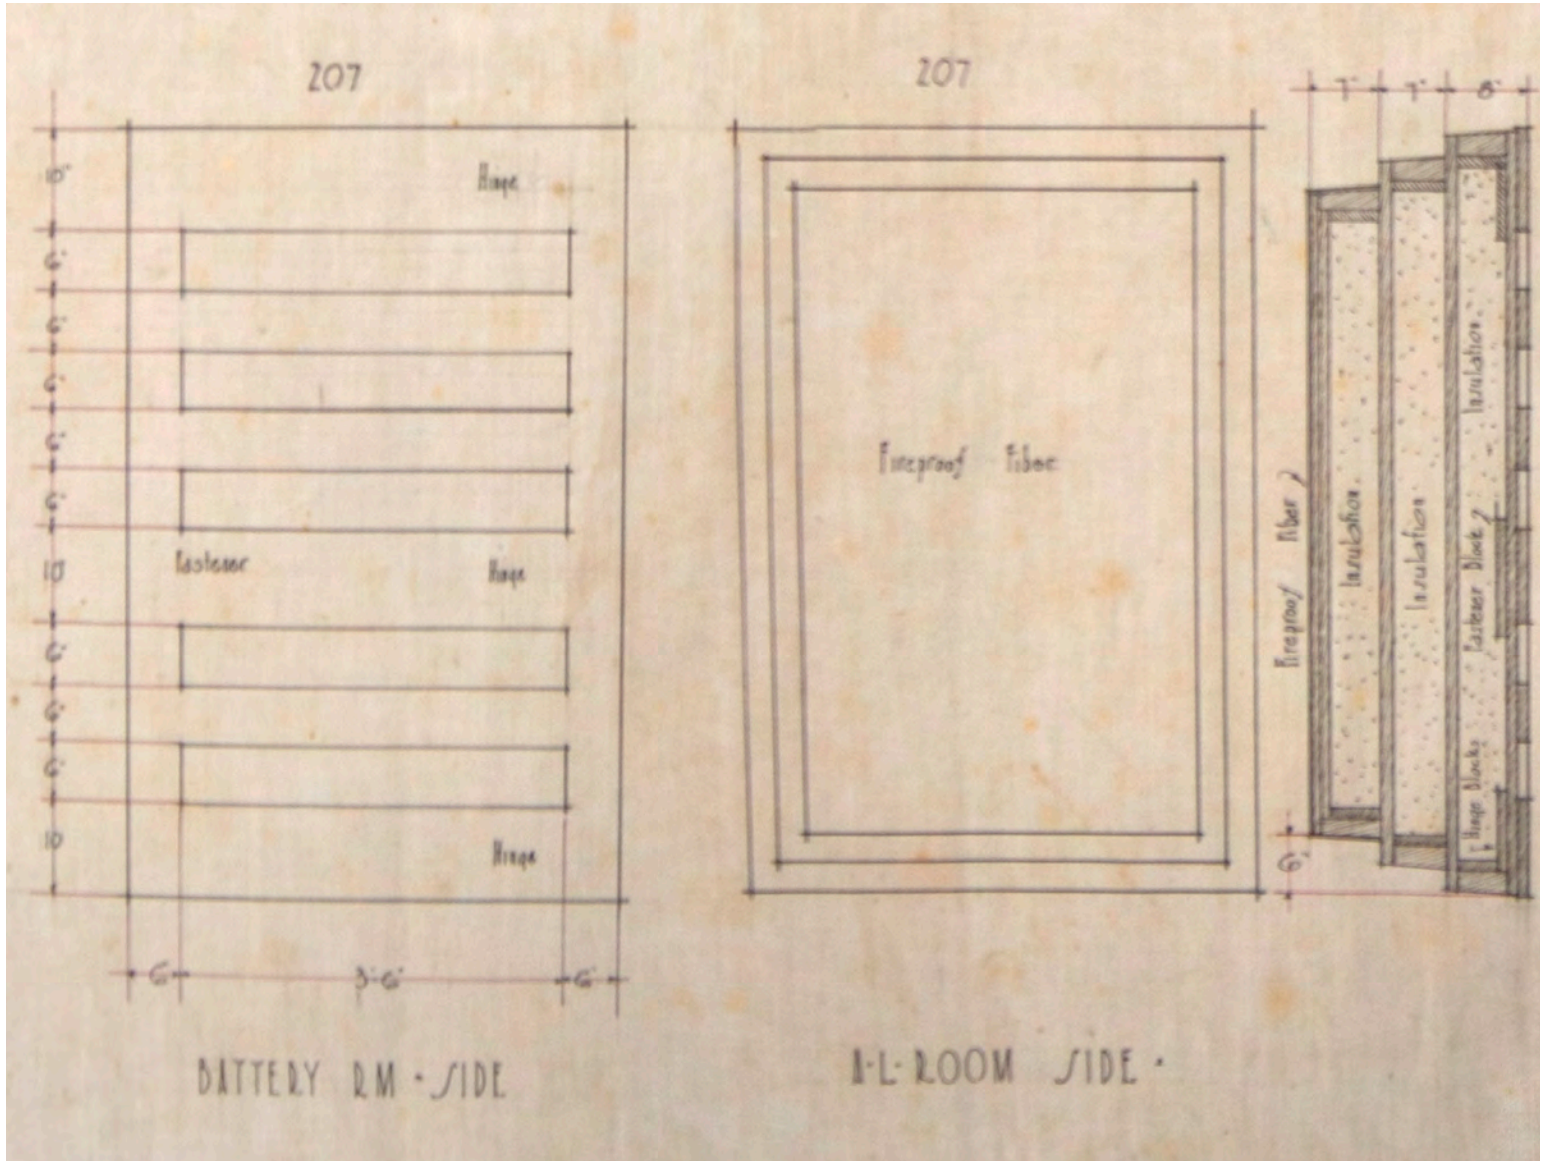 207
207
7" 7" 8"
10"
Hinge
6"
6"
6"
6"
6"
Fastener
Hinge
10
6"
6"
6"
10
Hinge
6" 3'-6" 6"
Fireproof Fiber
Fireproof Fiber
Insulation
Insulation
Insulation
Fastener Block
Hinge Blocks
6"
BATTERY RM · SIDE
A·L·ROOM SIDE ·